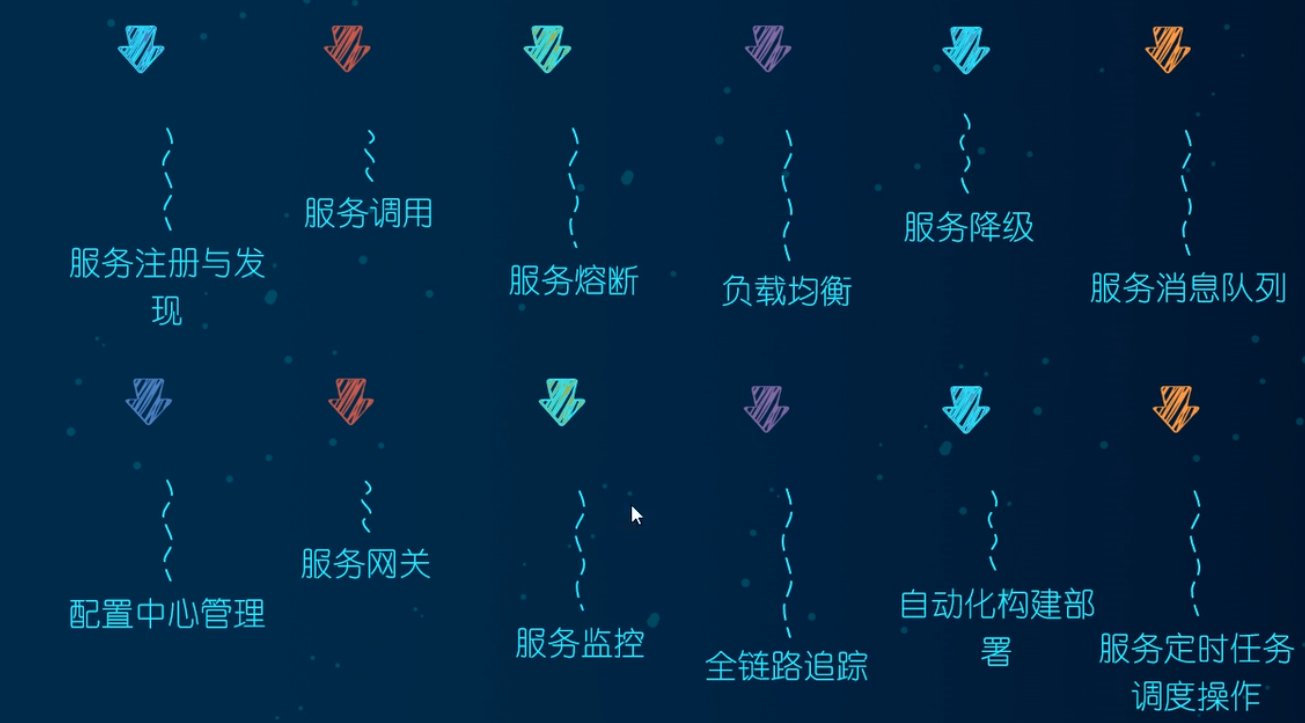 服务注册与发
现
服务调用
服务熔断
负载均衡
服务降级
服务消息队列
配置中心管理
服务网关
服务监控
全链路追踪
自动化构建部
署
服务定时任务
调度操作